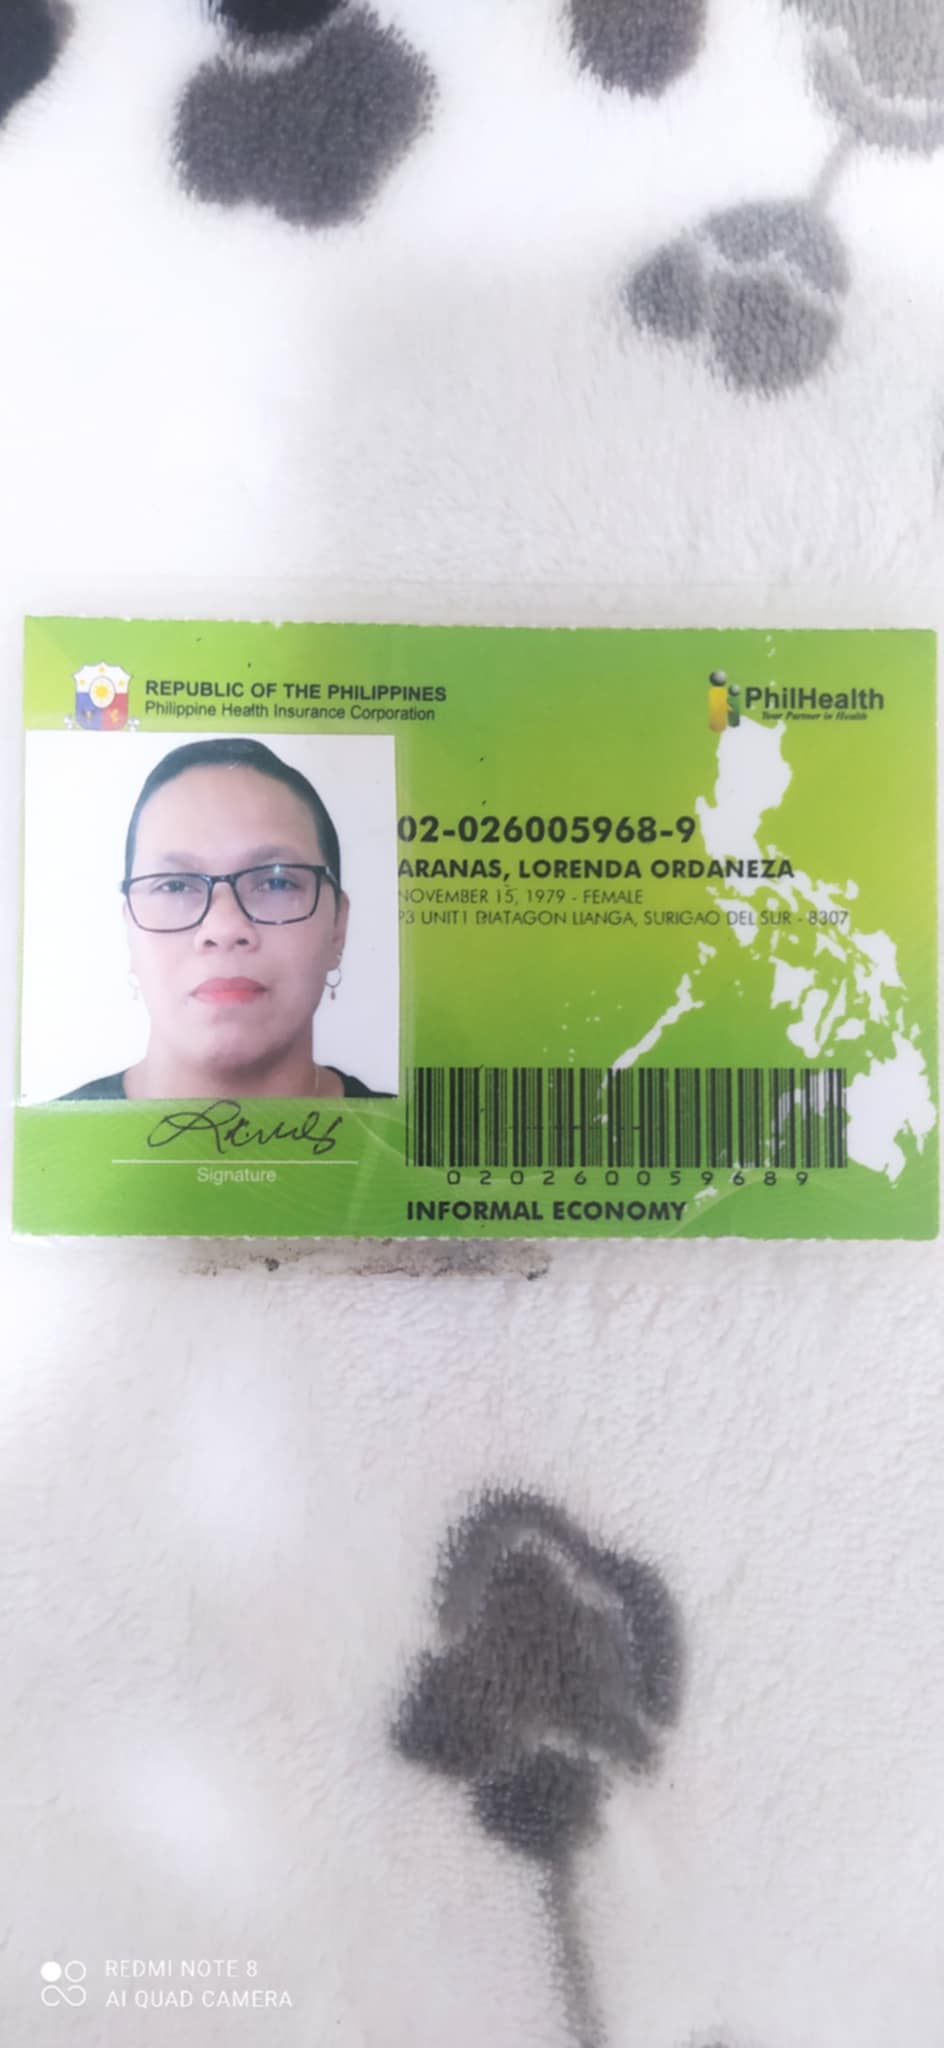 REPUBLIC OF THE PHILIPPINES
Philippine Health Insurance Corporation
PhilHealth
Your Partner in Health
02-026005968-9
ARANAS, LORENDA ORDANEZA
NOVEMBER 15, 1979 - FEMALE
P3 UNIT1 DIATAGON LIANGA, SURIGAO DEL SUR - 8307
Signature
020260059689
INFORMAL ECONOMY
REDMI NOTE 8
AI QUAD CAMERA